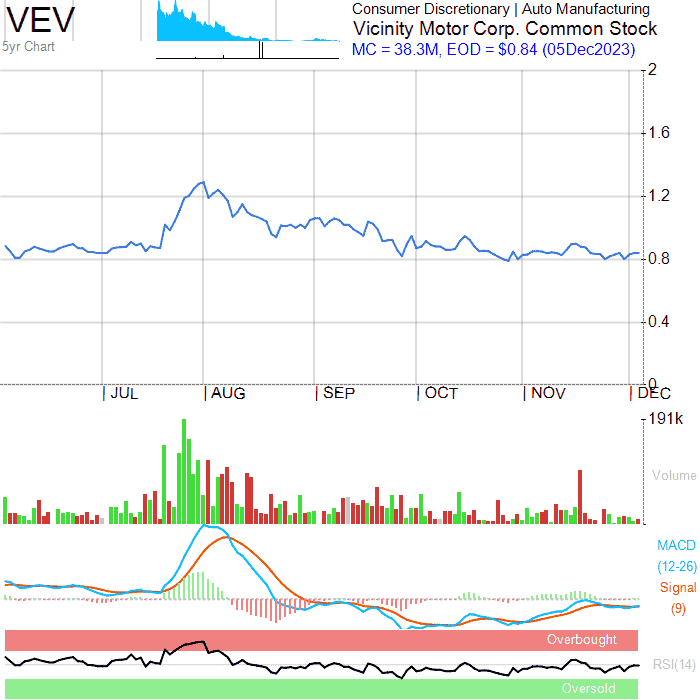 VEV
5yr Chart
Consumer Discretionary | Auto Manufacturing
Vicinity Motor Corp. Common Stock
MC = 38.3M, EOD = $0.84 (05Dec2023)
2
1.6
1.2
0.8
0.4
0
JUL AUG SEP OCT NOV DEC
191k
Volume
MACD
(12-26)
Signal
(9)
Overbought
RSI(14)
Oversold